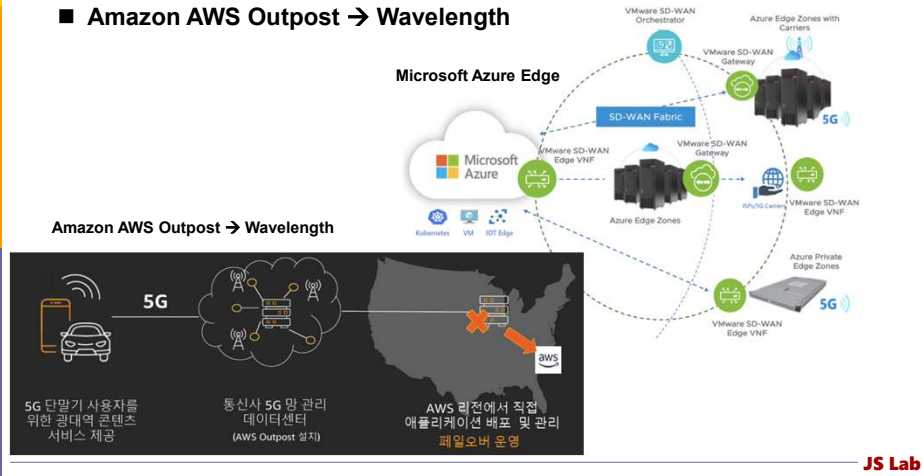 ■ Amazon AWS Outpost → Wavelength
Microsoft Azure Edge
VMware SD-WAN
Orchestrator
Azure Edge Zones with
Carriers
VMware SD-WAN
Gateway
5G
SD-WAN Fabric
Microsoft
Azure
VMware SD-WAN
Edge VNF
VMware SD-WAN
Gateway
Azure Edge Zones
ISPs/5G Carriers
VMware SD-WAN
Edge VNF
Kubernetes
VM
IOT Edge
Azure Private
Edge Zones
5G
VMware SD-WAN
Edge VNF
Amazon AWS Outpost → Wavelength
5G
aws
5G 단말기 사용자를
위한 광대역 콘텐츠
서비스 제공
통신사 5G 망 관리
데이터센터
(AWS Outpost 설치)
AWS 리전에서 직접
애플리케이션 배포 및 관리
페일오버 운영
JS Lab